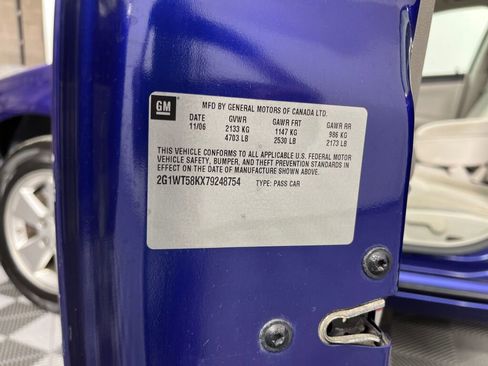 GM
MFD BY GENERAL MOTORS OF CANADA LTD.
DATE GVWR GAWR FRT GAWR RR
11/06 2133 KG 1147 KG 986 KG
4703 LB 2530 LB 2173 LB
THIS VEHICLE CONFORMS TO ALL APPLICABLE U.S. FEDERAL MOTOR
VEHICLE SAFETY, BUMPER, AND THEFT PREVENTION STANDARDS IN
EFFECT ON THE DATE OF MANUFACTURE SHOWN ABOVE.
2G1WT58KX79248754 TYPE: PASS CAR